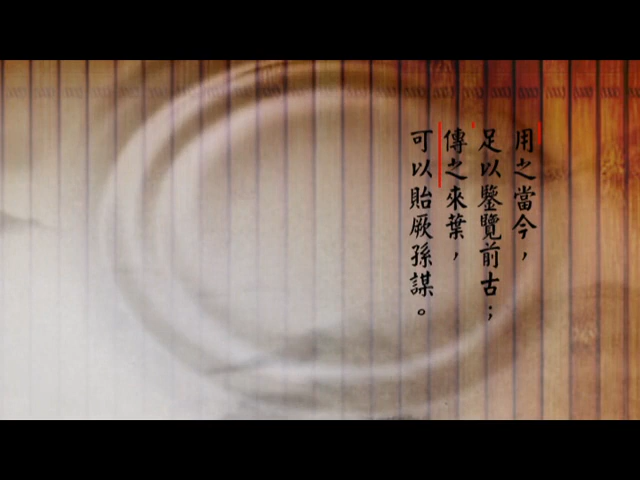 用之當今，
足以鑒覽前古；
傳之來葉，
可以貽厥孫謀。